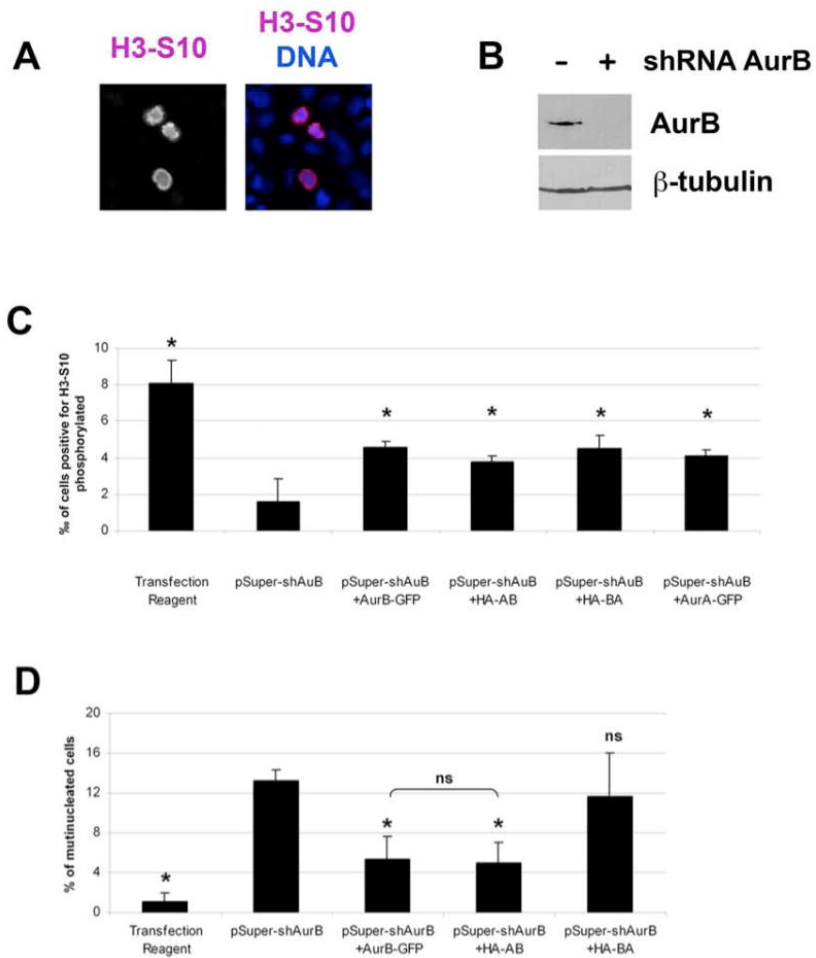 A
H3-S10
H3-S10
DNA
B
- + shRNA AurB
AurB
β-tubulin
C
‰ of cells positive for H3-S10
phosphorylated
10
8
6
4
2
0
*
*
*
*
*
Transfection
Reagent
pSuper-shAuB
pSuper-shAuB
+AurB-GFP
pSuper-shAuB
+HA-AB
pSuper-shAuB
+HA-BA
pSuper-shAuB
+AurA-GFP
D
% of mutinucleated cells
20
16
12
8
4
0
*
*
ns
*
ns
Transfection
Reagent
pSuper-shAurB
pSuper-shAurB
+AurB-GFP
pSuper-shAurB
+HA-AB
pSuper-shAurB
+HA-BA